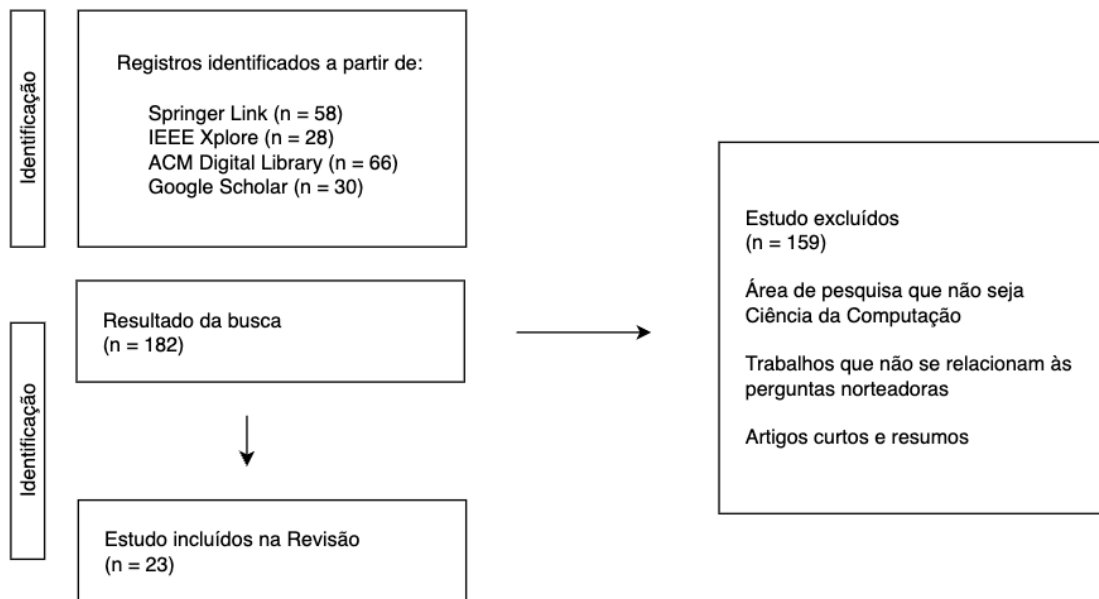 Identificação
Registros identificados a partir de:
Springer Link (n = 58)
IEEE Xplore (n = 28)
ACM Digital Library (n = 66)
Google Scholar (n = 30)
Identificação
Resultado da busca
(n = 182)
Estudo incluídos na Revisão
(n = 23)
Estudo excluídos
(n = 159)
Área de pesquisa que não seja
Ciência da Computação
Trabalhos que não se relacionam às
perguntas norteadoras
Artigos curtos e resumos